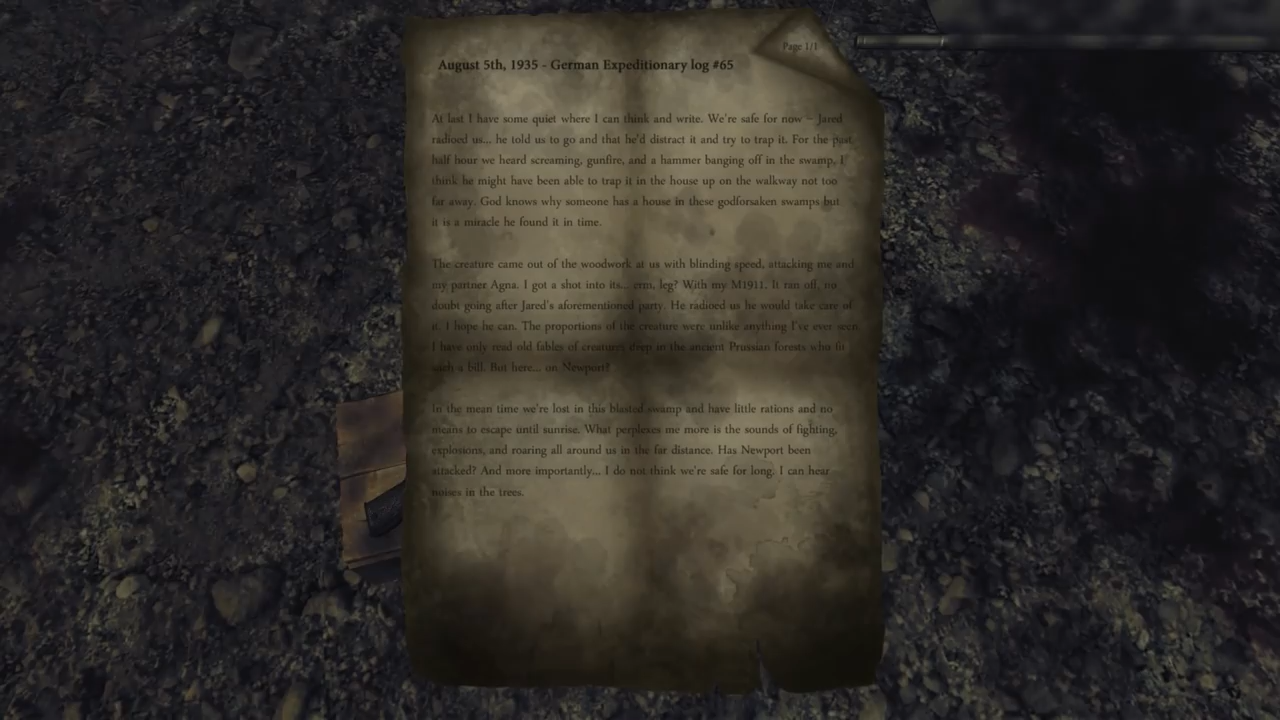 Page 1/1
August 5th, 1935 - German Expeditionary log #65
At last I have some quiet where I can think and write. We're safe for now – Jared
radioed us... he told us to go and that he'd distract it and try to trap it. For the past
half hour we heard screaming, gunfire, and a hammer banging off in the swamp, I
think he might have been able to trap it in the house up on the walkway not too
far away. God knows why someone has a house in these godforsaken swamps but
it is a miracle he found it in time.
The creature came out of the woodwork at us with blinding speed, attacking me and
my partner Agna. I got a shot into its... erm, leg? With my M1911. It ran off, no
doubt going after Jared's aforementioned party. He radioed us he would take care of
it. I hope he can. The proportions of the creature were unlike anything I've ever seen
I have only read old fables of creatures deep in the ancient Prussian forests who fit
such a bill. But here... on Newport?
In the mean time we're lost in this blasted swamp and have little rations and no
means to escape until sunrise. What perplexes me more is the sounds of fighting,
explosions, and roaring all around us in the far distance. Has Newport been
attacked? And more importantly... I do not think we're safe for long. I can hear
noises in the trees.